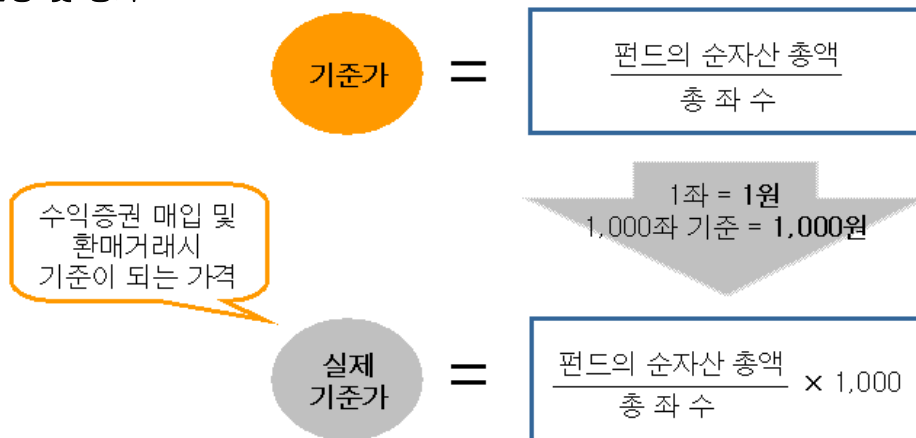 기준가 = 펀드의 순자산 총액
총 좌 수
1좌 = 1원
1,000좌 기준 = 1,000원
수익증권 매입 및
환매거래시
기준이 되는 가격
실제
기준가 = 펀드의 순자산 총액 × 1,000
총 좌 수